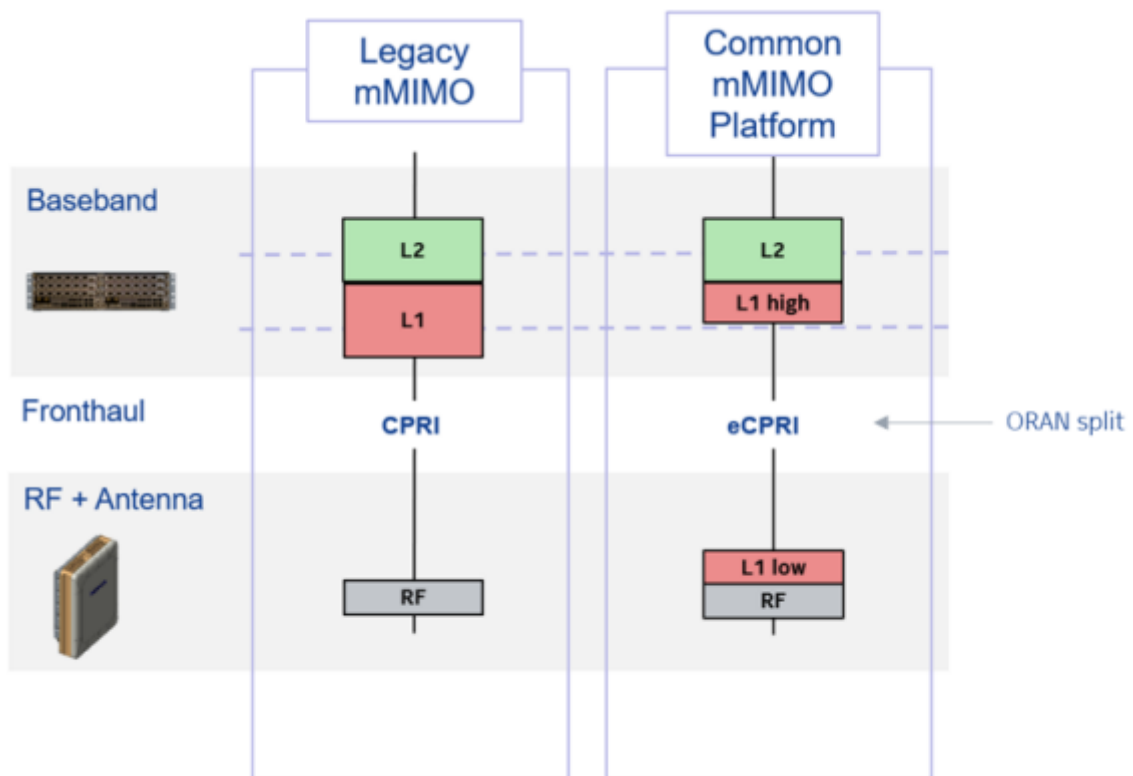 Legacy
mMIMO
Common
mMIMO
Platform
Baseband
L2
L2
L1
L1 high
Fronthaul
CPRI
eCPRI
ORAN split
RF + Antenna
L1 low
RF
RF